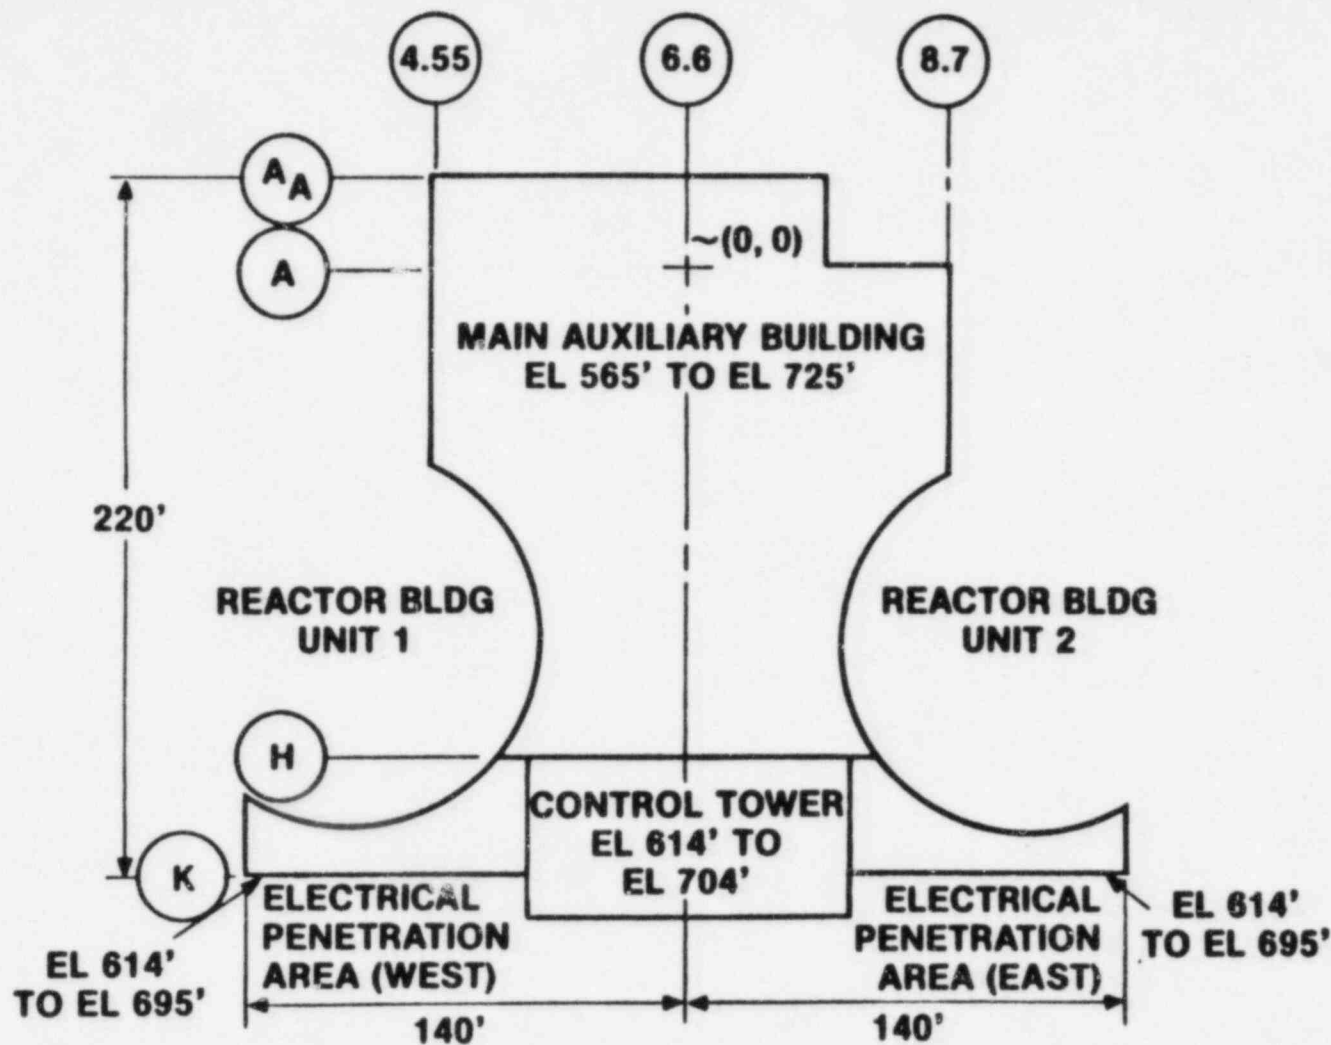 4.55
6.6
8.7
AA
A
~(0, 0)
MAIN AUXILIARY BUILDING
EL 565' TO EL 725'
220'
REACTOR BLDG
UNIT 1
REACTOR BLDG
UNIT 2
H
CONTROL TOWER
EL 614' TO
EL 704'
K
ELECTRICAL
PENETRATION
AREA (WEST)
ELECTRICAL
PENETRATION
AREA (EAST)
EL 614'
TO EL 695'
EL 614'
TO EL 695'
140'
140'